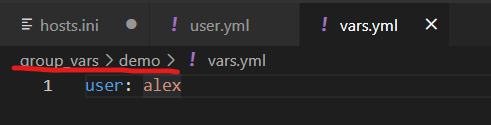 hosts.ini
! user.yml
! vars.yml
group_vars > demo > ! vars.yml
1 user: alex